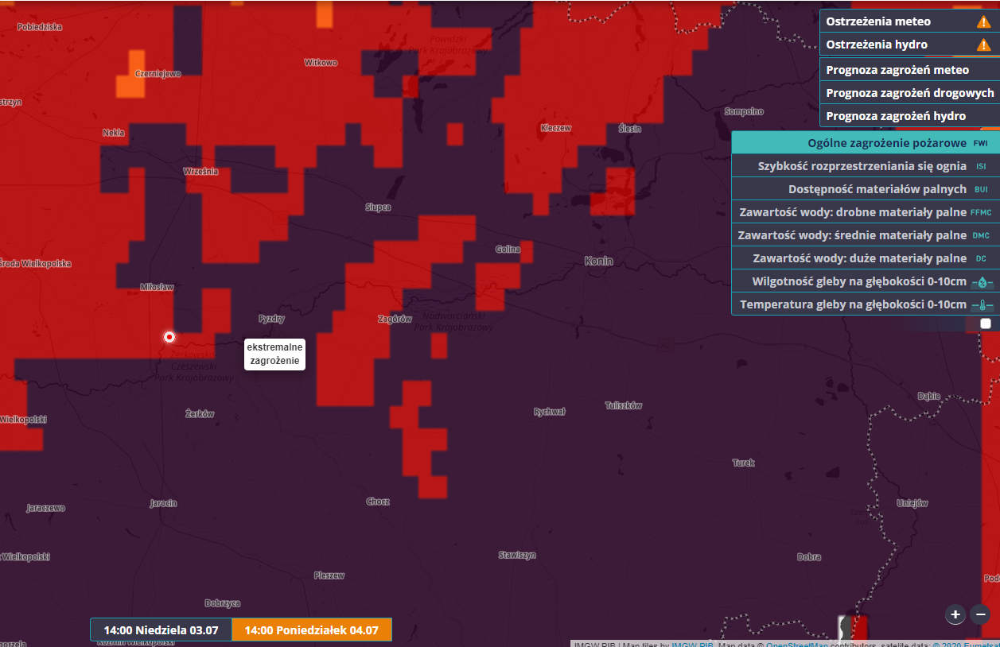 Pobiedziska
Powidzki
Park Krajobrazowy
Witkowo
Czerniejewo
Nekla
Kleczew
Ślesin
Sompolno
Września
Słupca
Golina
Konin
Środa Wielkopolska
Miłosław
Pyzdry
Zagórów
Nadwarciański
Park Krajobrazowy
ekstremalne
zagrożenie
Żerkowsko
Czeszewski
Park Krajobrazowy
Żerków
Rychwał
Tuliszków
Dąbie
Wielkopolski
Turek
Jaraczewo
Jarocin
Chocz
Uniejów
Wielkopolski
Stawiszyn
Dobra
Pleszew
Dobrzyca
Koźmin Wielkopolski
Ostrzeżenia meteo
Ostrzeżenia hydro
Prognoza zagrożeń meteo
Prognoza zagrożeń drogowych
Prognoza zagrożeń hydro
Ogólne zagrożenie pożarowe FWI
Szybkość rozprzestrzeniania się ognia ISI
Dostępność materiałów palnych BUI
Zawartość wody: drobne materiały palne FFMC
Zawartość wody: średnie materiały palne DMC
Zawartość wody: duże materiały palne DC
Wilgotność gleby na głębokości 0-10cm
Temperatura gleby na głębokości 0-10cm
14:00 Niedziela 03.07 14:00 Poniedziałek 04.07
+ −
IMGW PIB | Map tiles by IMGW PIB, Map data © OpenStreetMap contributors, satelite data: © 2020 Eumetsat